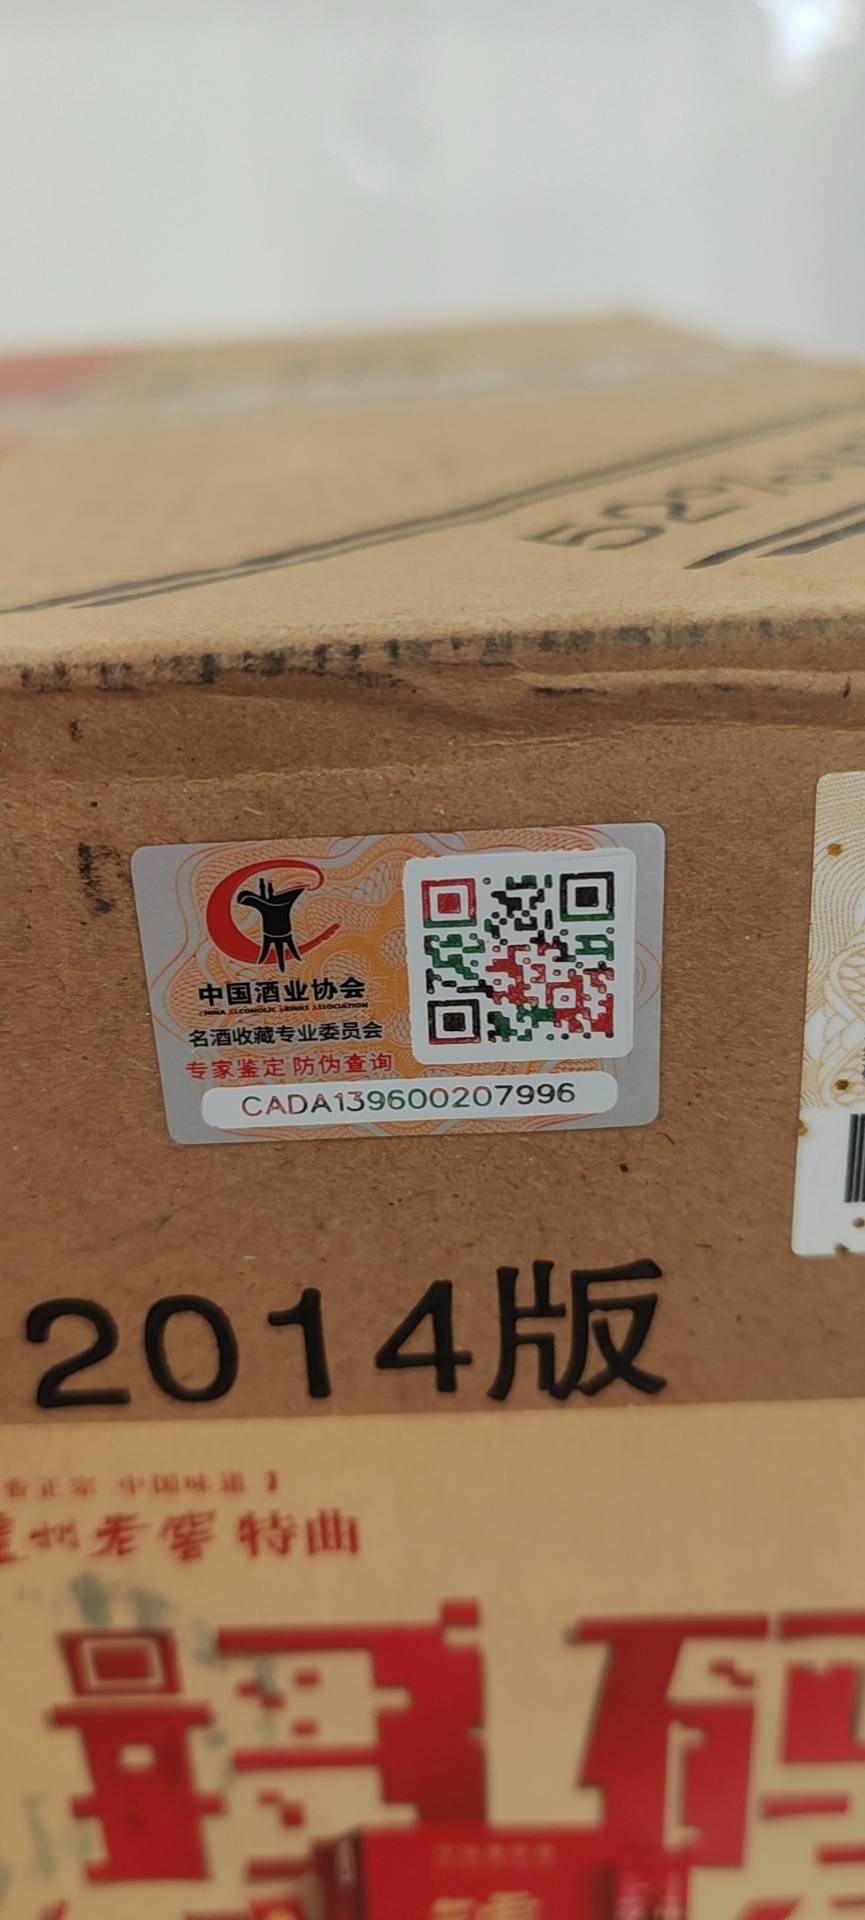 52%vol
中国酒业协会
CHINA ALCOHOLIC DRINKS ASSOCIATION
名酒收藏专业委员会
专家鉴定 防伪查询
CADA139600207996
2014版
香正宗 中国味道】
泸州老窖 特曲